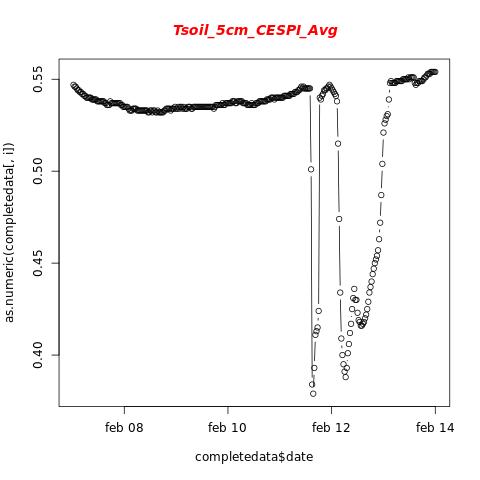 Tsoil_5cm_CESPI_Avg
as.numeric(completedata[, i])
0.55
0.50
0.45
0.40
feb 08
feb 10
feb 12
feb 14
completedata$date